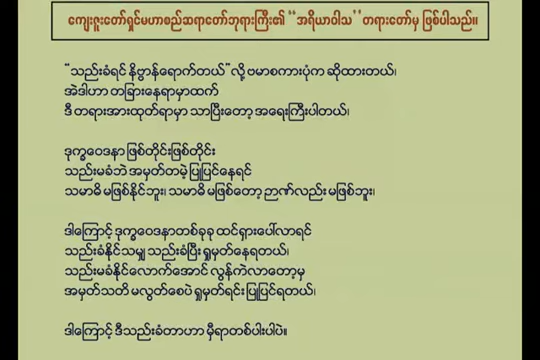 ကျေးဇူးတော်ရှင်မဟာစည်ဆရာတော်ဘုရားကြီး၏ "အရိယာဝါသ" တရားတော်မှ ဖြစ်ပါသည်။
"သည်းခံရင် နိဗ္ဗာန်ရောက်တယ်" လို့ ဗမာစကားပုံက ဆိုထားတယ်၊
အဲဒါဟာ တခြားနေရာမှာထက်
ဒီ တရားအားထုတ်ရာမှာ သာပြီးတော့ အရေးကြီးပါတယ်၊
ဒုက္ခဝေဒနာ ဖြစ်တိုင်းဖြစ်တိုင်း
သည်းမခံဘဲ အမှတ်တမဲ့ ပြုပြင်နေရင်
သမာဓိ မဖြစ်နိုင်ဘူး၊ သမာဓိ မဖြစ်တော့ ဉာဏ်လည်း မဖြစ်ဘူး၊
ဒါကြောင့် ဒုက္ခဝေဒနာတစ်ခုခု ထင်ရှားပေါ်လာရင်
သည်းခံနိုင်သမျှ သည်းခံပြီး ရှုမှတ်နေရတယ်၊
သည်းမခံနိုင်လောက်အောင် လွန်ကဲလာတော့မှ
အမှတ်သတိ မလွတ်စေပဲ ရှုမှတ်ရင်း ပြုပြင်ရတယ်၊
ဒါကြောင့် ဒီသည်းခံတာဟာ မှီရာတစ်ပါးပါပဲ။